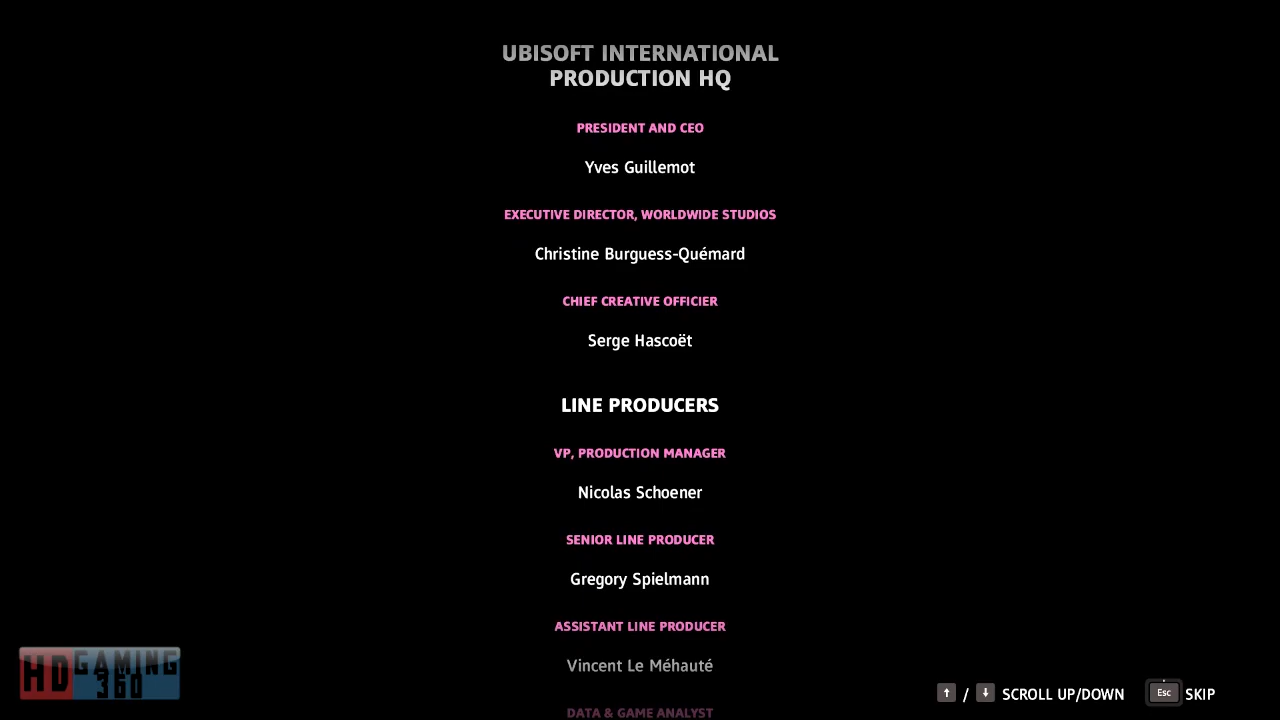 UBISOFT INTERNATIONAL
PRODUCTION HQ
PRESIDENT AND CEO
Yves Guillemot
EXECUTIVE DIRECTOR, WORLDWIDE STUDIOS
Christine Burguess-Quémard
CHIEF CREATIVE OFFICIER
Serge Hascoët
LINE PRODUCERS
VP, PRODUCTION MANAGER
Nicolas Schoener
SENIOR LINE PRODUCER
Gregory Spielmann
ASSISTANT LINE PRODUCER
Vincent Le Méhauté
DATA & GAME ANALYST
HD GAMING
360
/ SCROLL UP/DOWN Esc SKIP